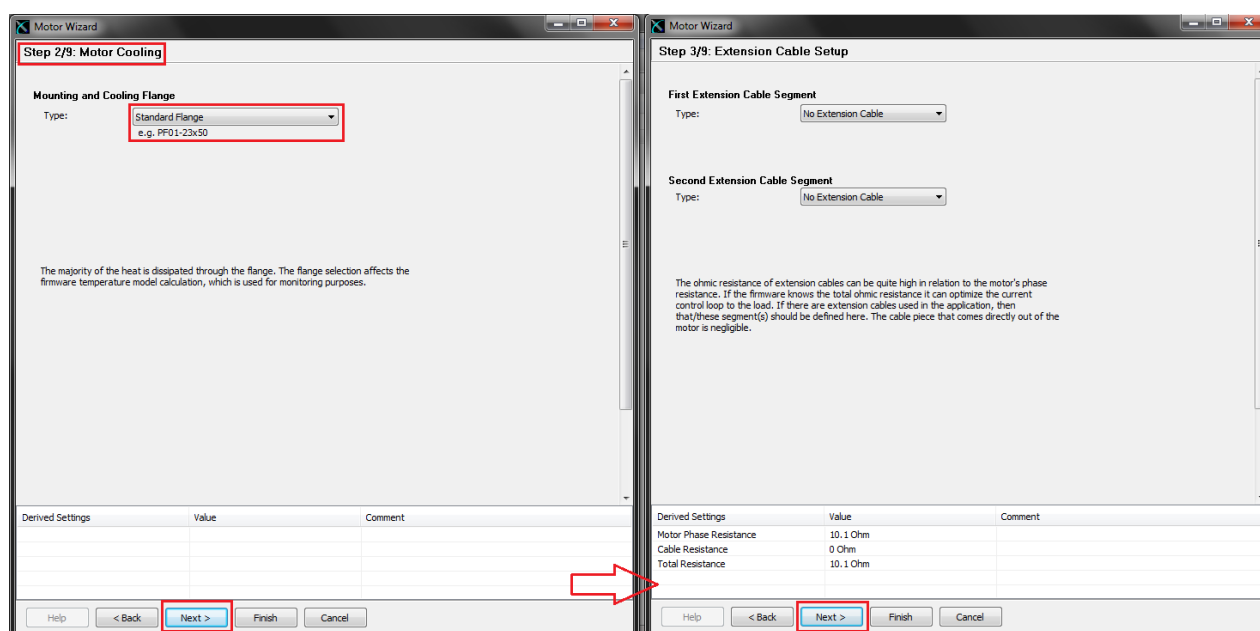 Motor Wizard
Step 2/9: Motor Cooling
Mounting and Cooling Flange
Type:
Standard Flange
e.g. PF01-23x50
The majority of the heat is dissipated through the flange. The flange selection affects the
firmware temperature model calculation, which is used for monitoring purposes.
Derived Settings
Value
Comment
Help
< Back
Next >
Finish
Cancel
Motor Wizard
Step 3/9: Extension Cable Setup
First Extension Cable Segment
Type:
No Extension Cable
Second Extension Cable Segment
Type:
No Extension Cable
The ohmic resistance of extension cables can be quite high in relation to the motor's phase
resistance. If the firmware knows the total ohmic resistance it can optimize the current
control loop to the load. If there are extension cables used in the application, then
that/these segment(s) should be defined here. The cable piece that comes directly out of the
motor is negligible.
Derived Settings Value Comment
Motor Phase Resistance 10.1 Ohm
Cable Resistance 0 Ohm
Total Resistance 10.1 Ohm
Help
< Back
Next >
Finish
Cancel